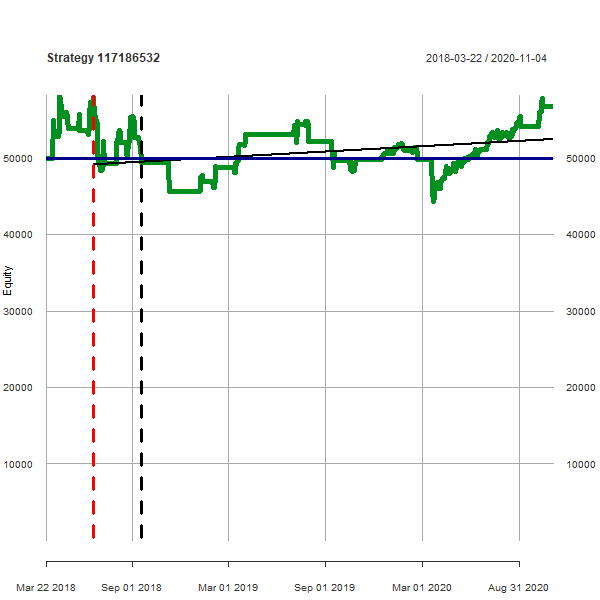 Strategy 117186532
2018-03-22 / 2020-11-04
50000
50000
40000
40000
Equity
30000
30000
20000
20000
10000
10000
Mar 22 2018
Sep 01 2018
Mar 01 2019
Sep 01 2019
Mar 01 2020
Aug 31 2020